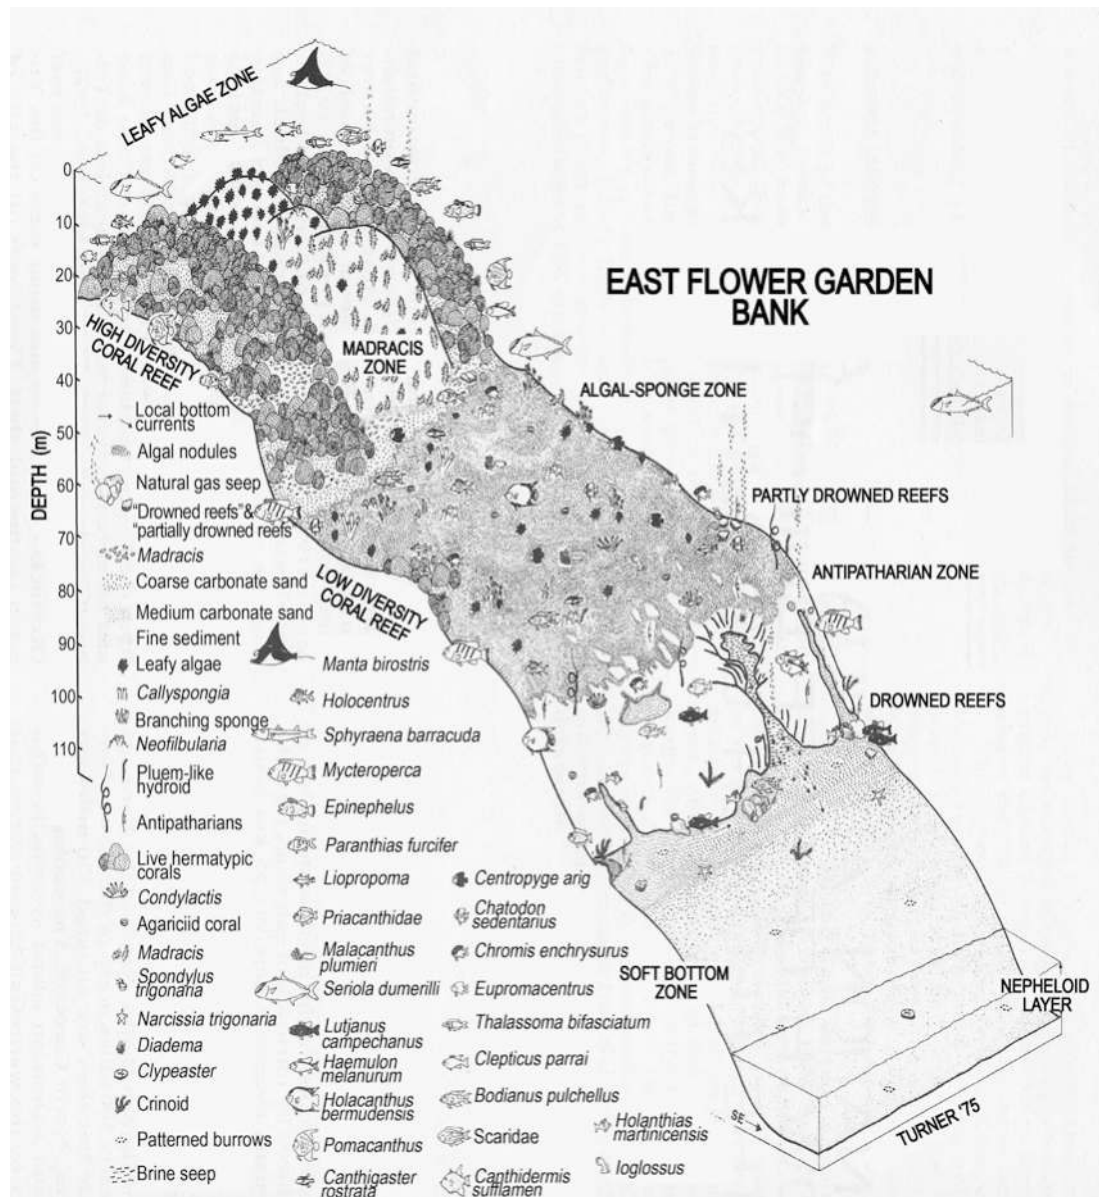 LEAFY ALGAE ZONE
0
10
20
30
40
50
60
70
80
90
100
110
DEPTH (m)
EAST FLOWER GARDEN
BANK
HIGH DIVERSITY
CORAL REEF
MADRACIS
ZONE
ALGAL-SPONGE ZONE
PARTLY DROWNED REEFS
ANTIPATHARIAN ZONE
LOW DIVERSITY
CORAL REEF
DROWNED REEFS
SOFT BOTTOM
ZONE
NEPHELOID
LAYER
SE
TURNER '75
Local bottom
currents
Algal nodules
Natural gas seep
"Drowned reefs" &
"partially drowned reefs
Madracis
Coarse carbonate sand
Medium carbonate sand
Fine sediment
Leafy algae
Callyspongia
Branching sponge
Neofilbularia
Pluem-like
hydroid
Antipatharians
Live hermatypic
corals
Condylactis
Agariciid coral
Madracis
Spondylus
trigonaria
Narcissia trigonaria
Diadema
Clypeaster
Crinoid
Patterned burrows
Brine seep
Manta birostris
Holocentrus
Sphyraena barracuda
Mycteroperca
Epinephelus
Paranthias furcifer
Liopropoma
Priacanthidae
Malacanthus
plumieri
Seriola dumerilli
Lutjanus
campechanus
Haemulon
melanurum
Holacanthus
bermudensis
Pomacanthus
Canthigaster
rostrata
Centropyge arig
Chatodon
sedentarius
Chromis enchrysurus
Eupromacentrus
Thalassoma bifasciatum
Clepticus parrai
Bodianus pulchellus
Scaridae
Canthidermis
sufflamen
Holanthias
martinicensis
Ioglossus